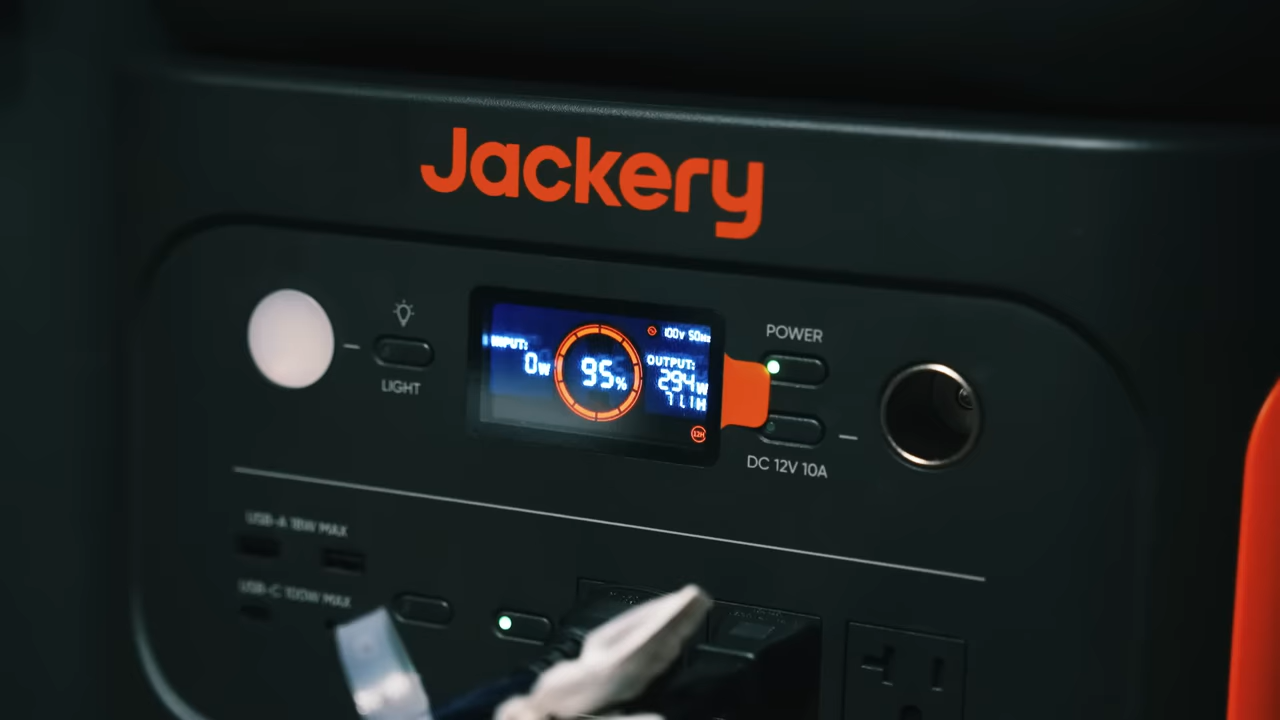 Jackery
POWER
100V 50Hz
INPUT:
0W
95%
OUTPUT:
294W
12H
LIGHT
DC 12V 10A
USB-A 18W MAX
USB-C 100W MAX